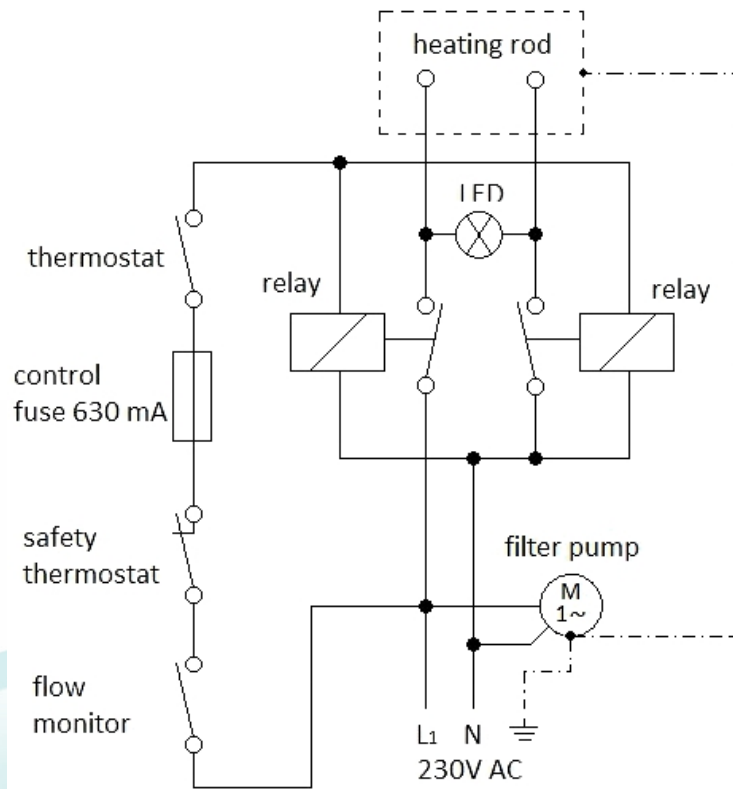 heating rod
LED
thermostat
relay
relay
control
fuse 630 mA
safety
thermostat
filter pump
M
1~
flow
monitor
L1 N
230V AC